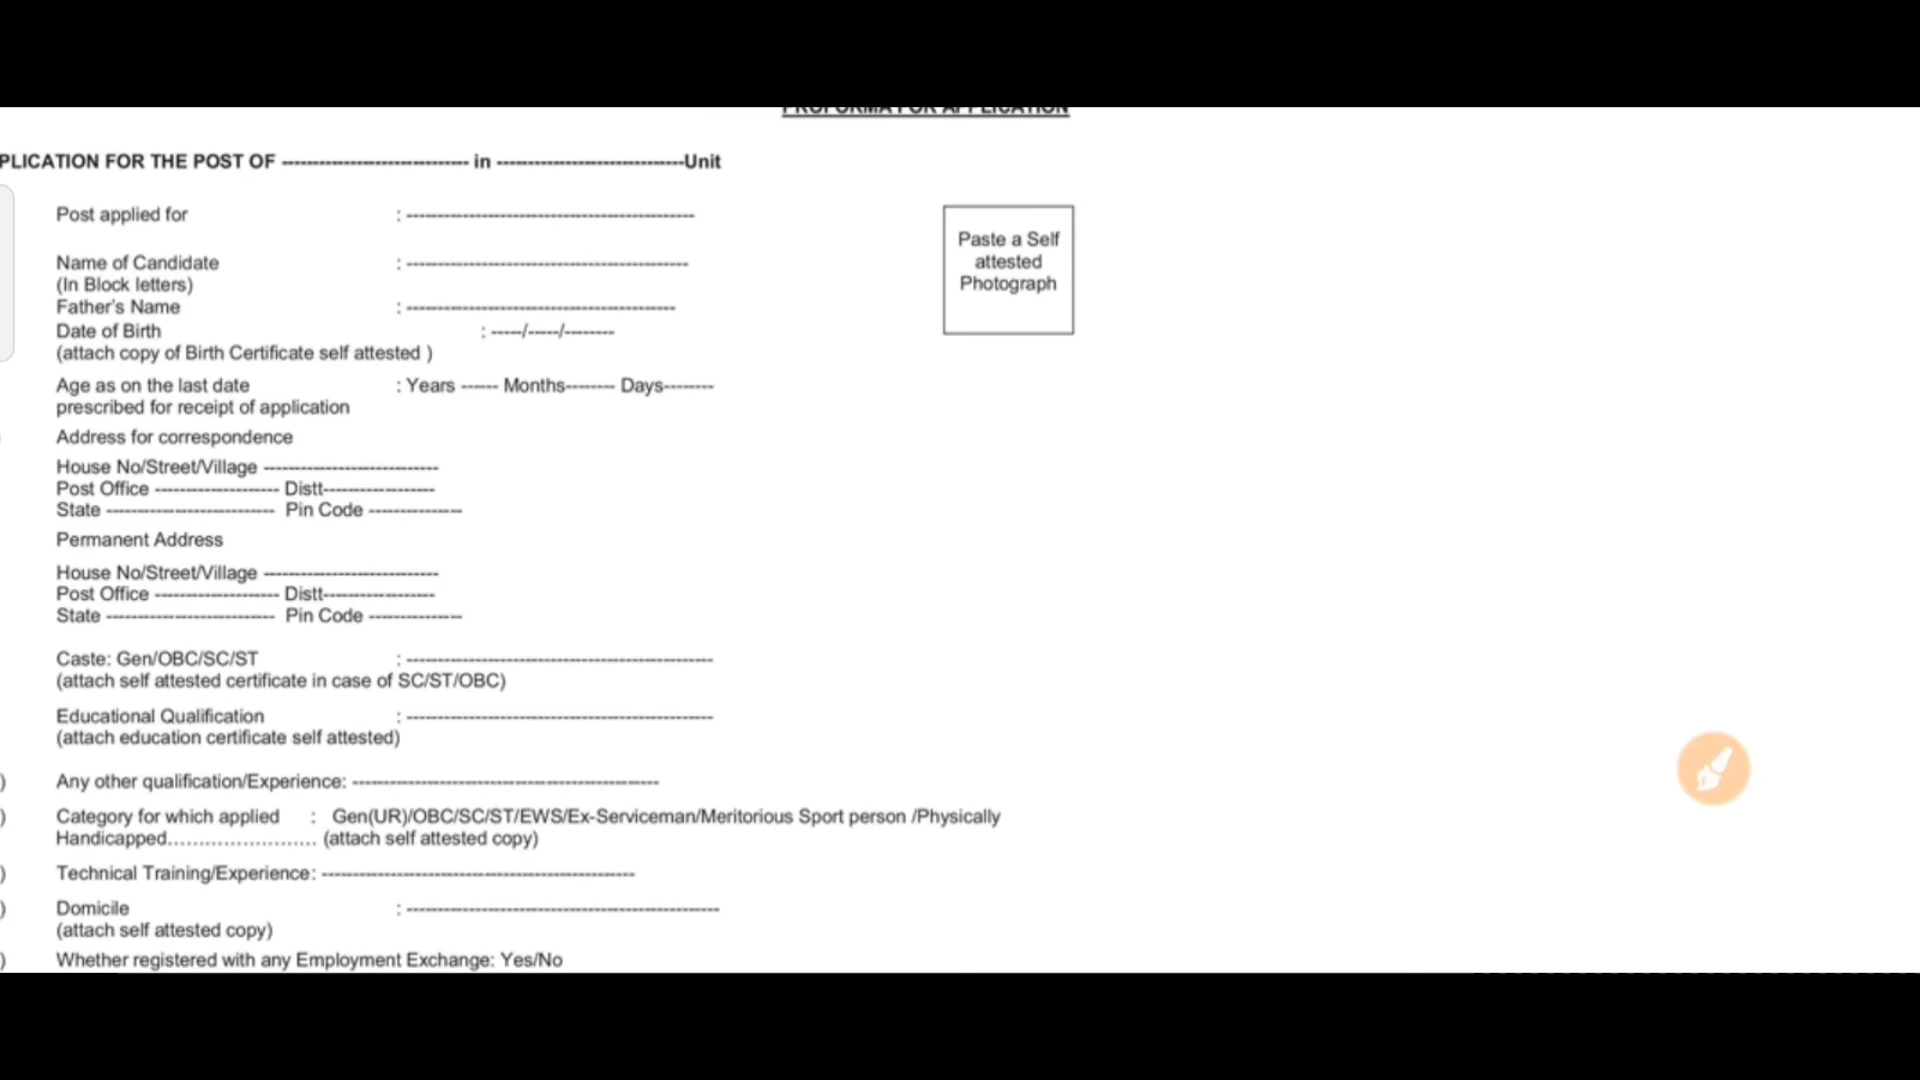 PROFORMA FOR APPLICATION
PLICATION FOR THE POST OF ------------------------------ in ------------------------------Unit
Post applied for : ----------------------------------------------
Paste a Self
attested
Photograph
Name of Candidate : ---------------------------------------------
(In Block letters)
Father's Name : -------------------------------------------
Date of Birth : -----/-----/--------
(attach copy of Birth Certificate self attested )
Age as on the last date : Years ------ Months-------- Days--------
prescribed for receipt of application
Address for correspondence
House No/Street/Village ----------------------------
Post Office -------------------- Distt------------------
State --------------------------- Pin Code ---------------
Permanent Address
House No/Street/Village ----------------------------
Post Office -------------------- Distt------------------
State --------------------------- Pin Code ---------------
Caste: Gen/OBC/SC/ST : -------------------------------------------------
(attach self attested certificate in case of SC/ST/OBC)
Educational Qualification : -------------------------------------------------
(attach education certificate self attested)
) Any other qualification/Experience: -------------------------------------------------
) Category for which applied : Gen(UR)/OBC/SC/ST/EWS/Ex-Serviceman/Meritorious Sport person /Physically
Handicapped........................ (attach self attested copy)
) Technical Training/Experience: --------------------------------------------------
) Domicile : --------------------------------------------------
(attach self attested copy)
) Whether registered with any Employment Exchange: Yes/No